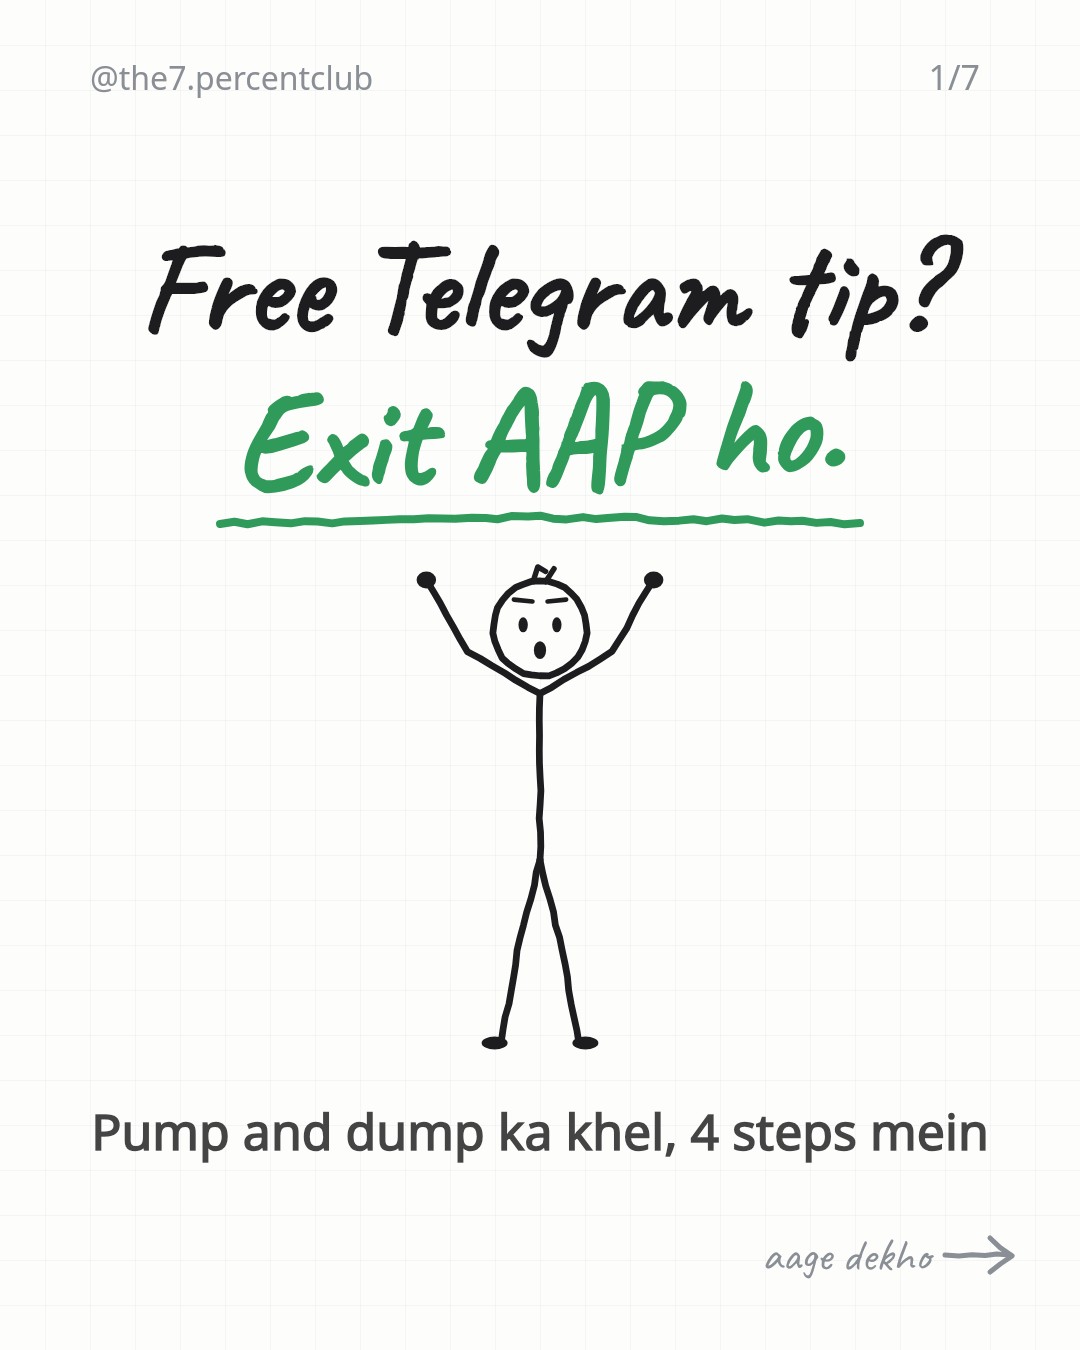 @the7.percentclub
1/7
Free Telegram tip?
Exit AAP ho.
Pump and dump ka khel, 4 steps mein
aage dekho